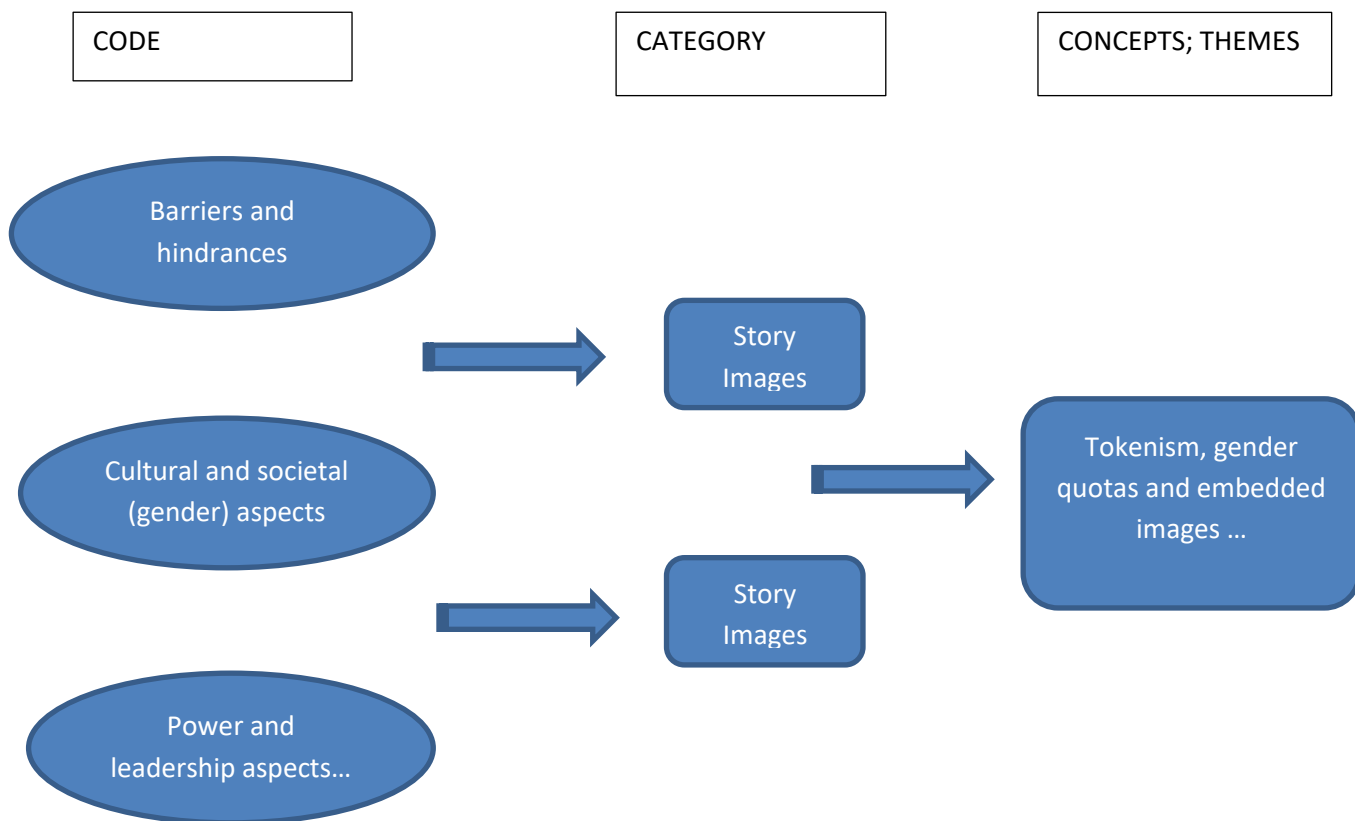 CODE
CATEGORY
CONCEPTS; THEMES
Barriers and
hindrances
Story
Images
Cultural and societal
(gender) aspects
Tokenism, gender
quotas and embedded
images ...
Story
Images
Power and
leadership aspects...